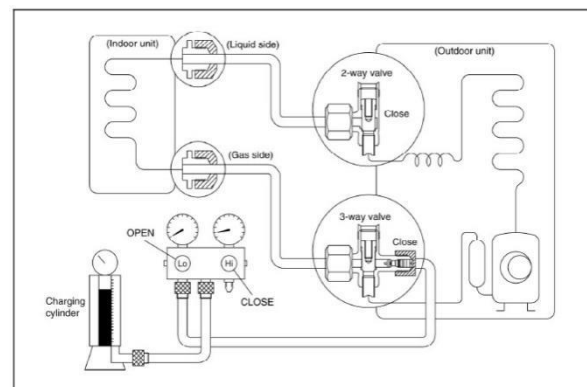 (Indoor unit)
(Liquid side)
(Outdoor unit)
2-way valve
Close
(Gas side)
3-way valve
Close
OPEN
Lo
Hi
CLOSE
Charging
cylinder